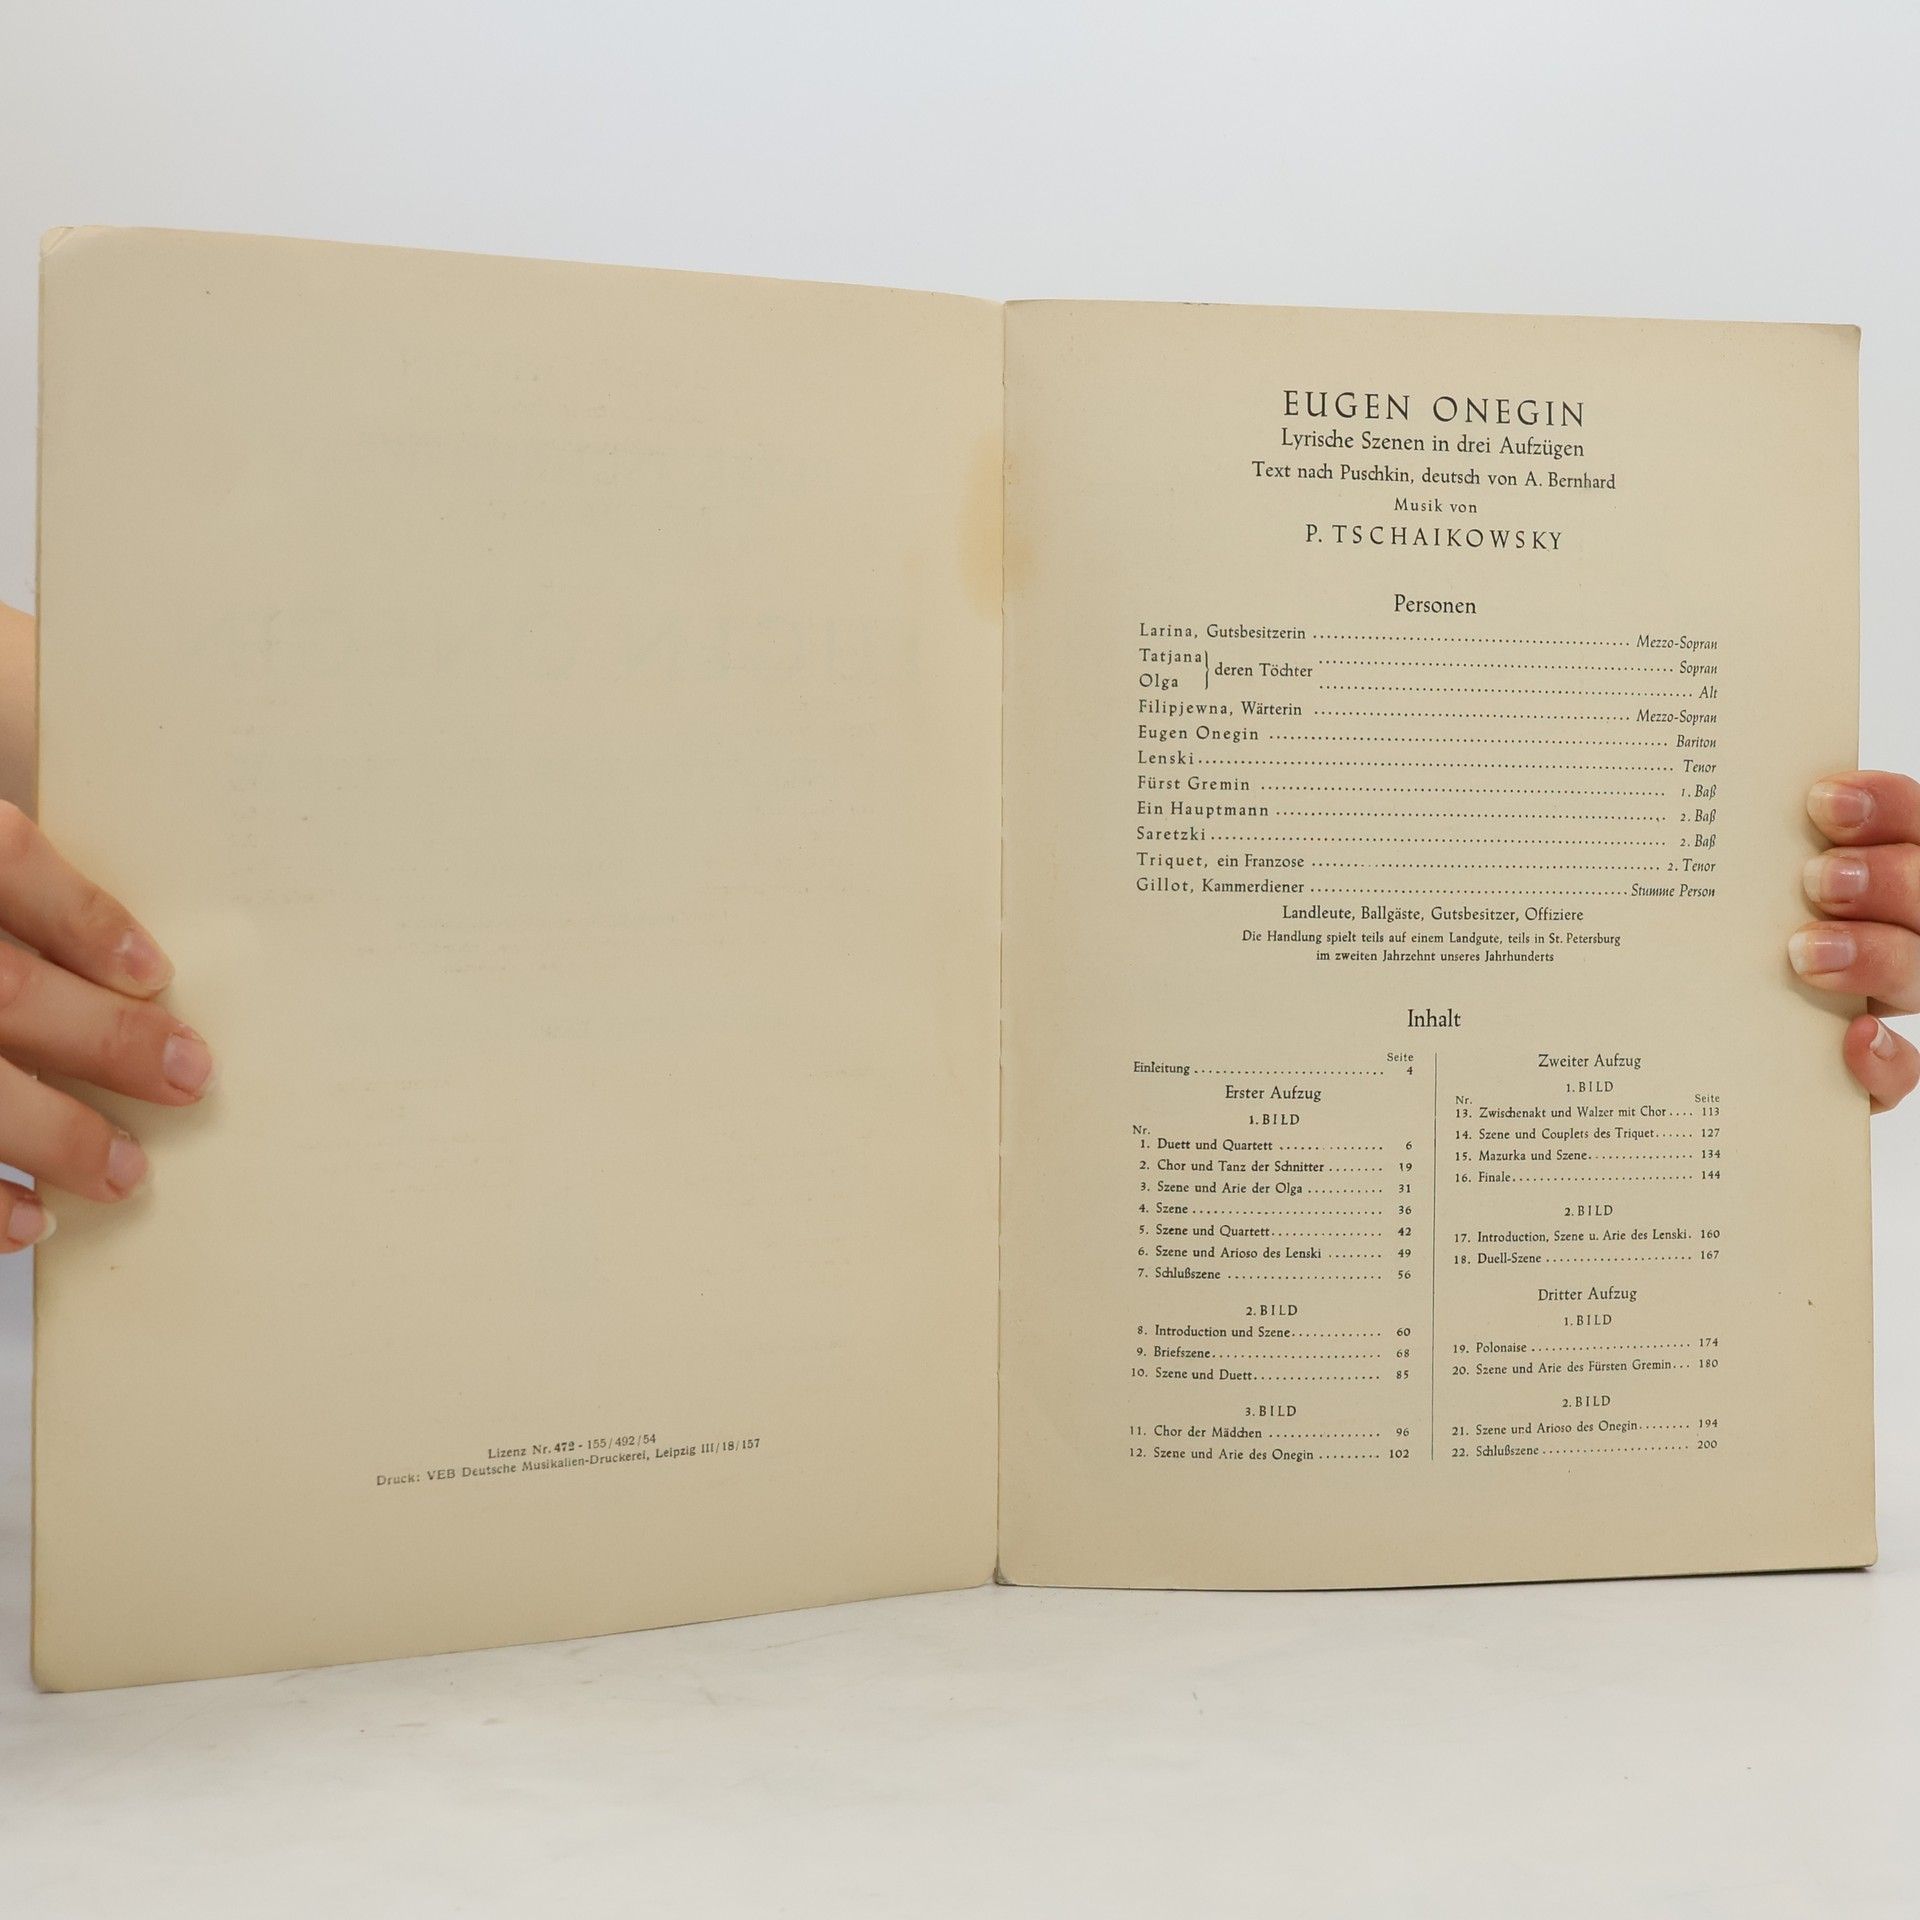 Lizenz Nr. 472 - 155/492/54
Druck: VEB Deutsche Musikalien-Druckerei, Leipzig III/18/157
EUGEN ONEGIN
Lyrische Szenen in drei Aufzügen
Text nach Puschkin, deutsch von A. Bernhard
Musik von
P. TSCHAIKOWSKY
Personen
Larina, Gutsbesitzerin ........ Mezzo-Sopran
Tatjana } deren Töchter ........ Sopran
Olga ........ Alt
Filipjewna, Wärterin ........ Mezzo-Sopran
Eugen Onegin ........ Bariton
Lenski ........ Tenor
Fürst Gremin ........ 1. Baß
Ein Hauptmann ........ 2. Baß
Saretzki ........ 2. Baß
Triquet, ein Franzose ........ 2. Tenor
Gillot, Kammerdiener ........ Stumme Person
Landleute, Ballgäste, Gutsbesitzer, Offiziere
Die Handlung spielt teils auf einem Landgute, teils in St. Petersburg
im zweiten Jahrzehnt unseres Jahrhunderts
Inhalt
Seite
Einleitung ........ 4
Erster Aufzug
1. BILD
Nr.
1. Duett und Quartett ........ 6
2. Chor und Tanz der Schnitter ........ 19
3. Szene und Arie der Olga ........ 31
4. Szene ........ 36
5. Szene und Quartett ........ 42
6. Szene und Arioso des Lenski ........ 49
7. Schlußszene ........ 56
2. BILD
8. Introduction und Szene ........ 60
9. Briefszene ........ 68
10. Szene und Duett ........ 85
3. BILD
11. Chor der Mädchen ........ 96
12. Szene und Arie des Onegin ........ 102
Zweiter Aufzug
1. BILD
Nr. Seite
13. Zwischenakt und Walzer mit Chor .... 113
14. Szene und Couplets des Triquet ...... 127
15. Mazurka und Szene ........ 134
16. Finale ........ 144
2. BILD
17. Introduction, Szene u. Arie des Lenski. 160
18. Duell-Szene ........ 167
Dritter Aufzug
1. BILD
19. Polonaise ........ 174
20. Szene und Arie des Fürsten Gremin... 180
2. BILD
21. Szene und Arioso des Onegin ........ 194
22. Schlußszene ........ 200